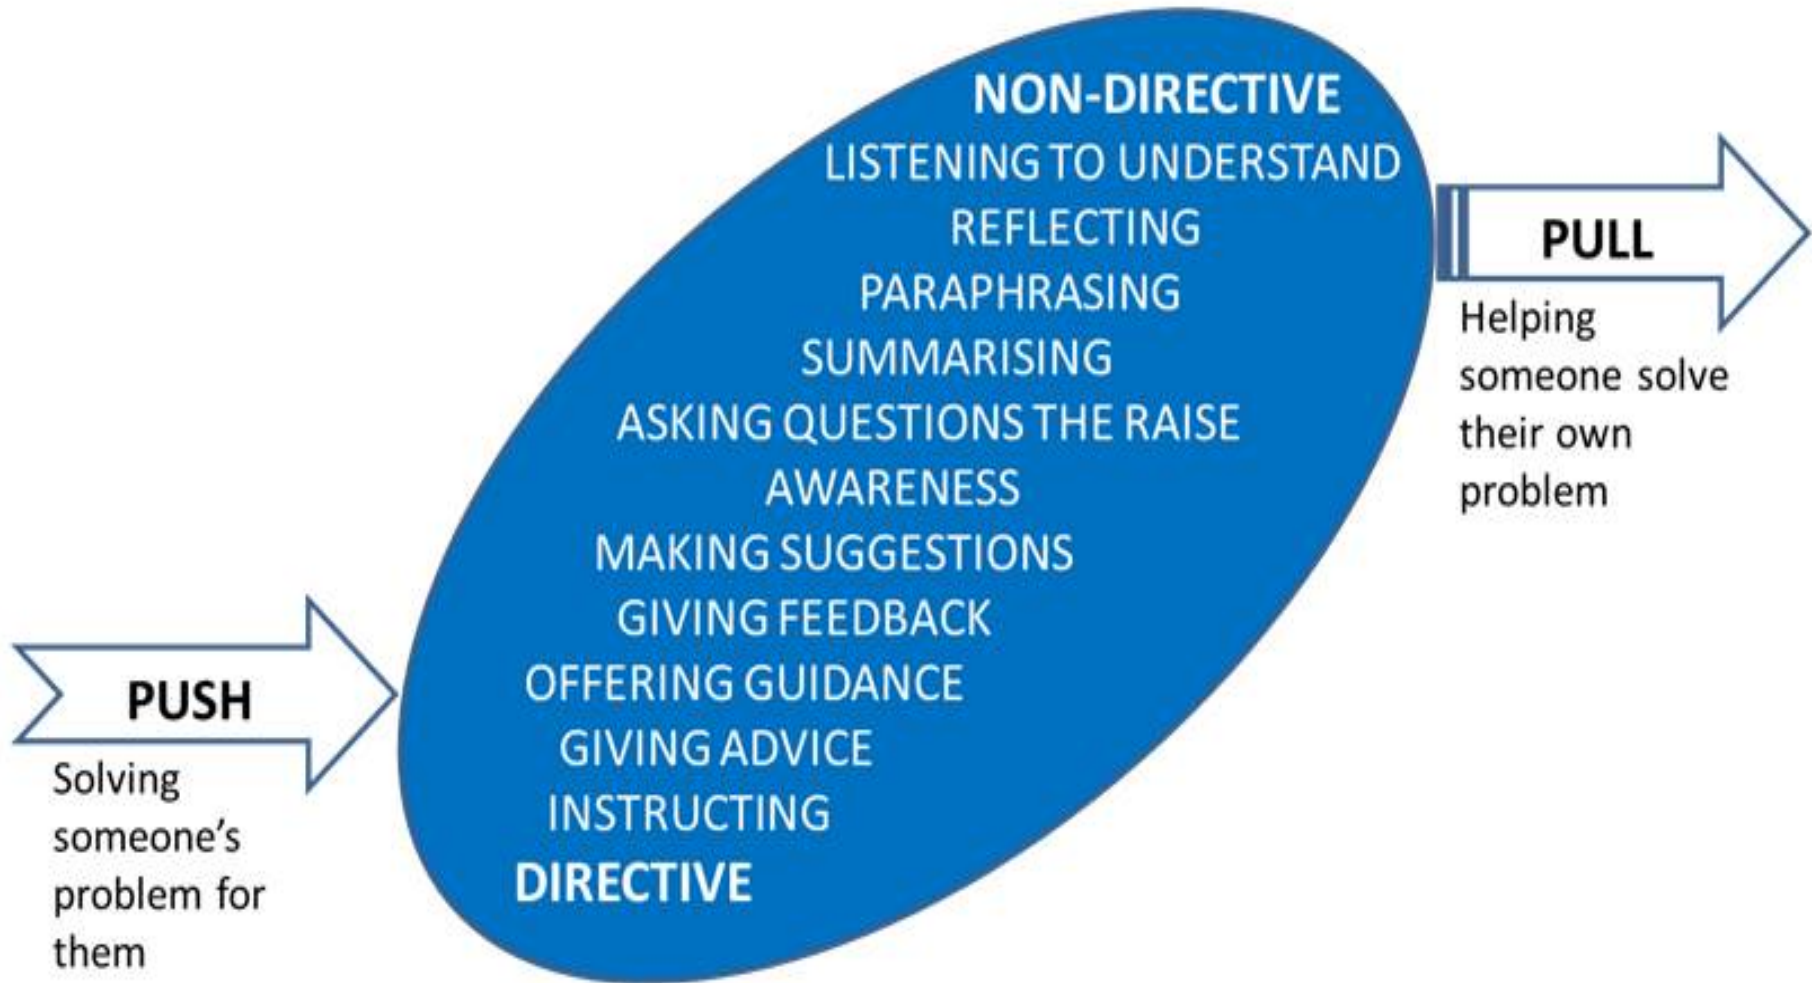 NON-DIRECTIVE
LISTENING TO UNDERSTAND
REFLECTING
PARAPHRASING
SUMMARISING
ASKING QUESTIONS THE RAISE
AWARENESS
MAKING SUGGESTIONS
GIVING FEEDBACK
OFFERING GUIDANCE
GIVING ADVICE
INSTRUCTING
DIRECTIVE
PULL
Helping
someone solve
their own
problem
PUSH
Solving
someone’s
problem for
them